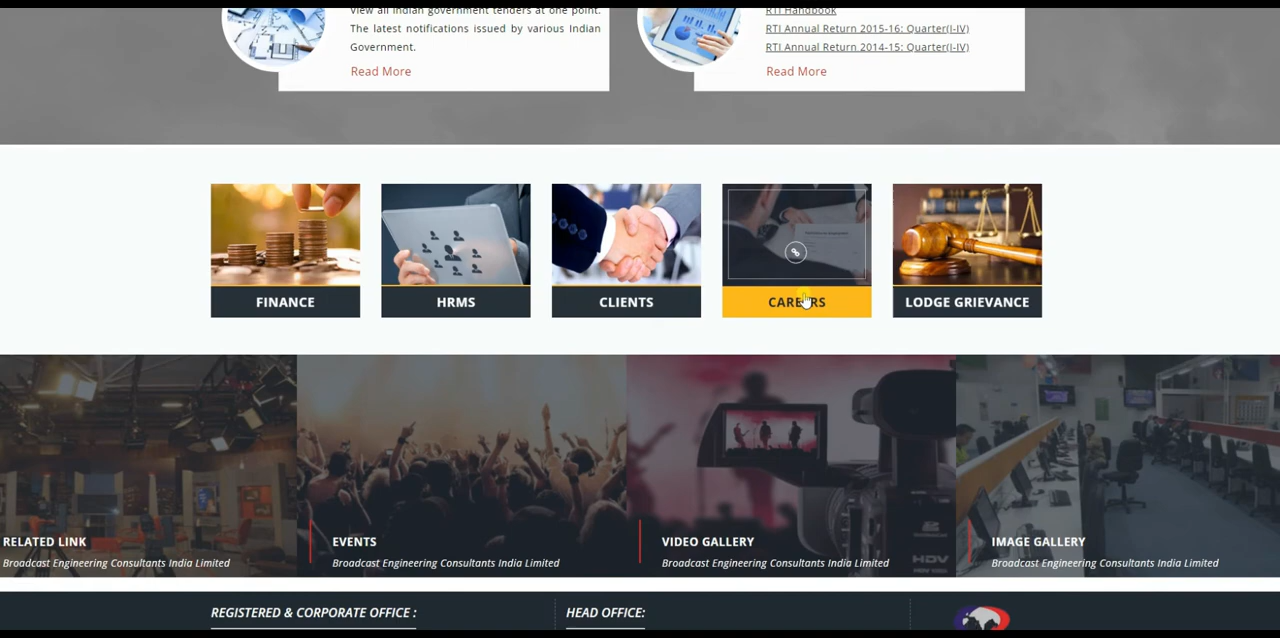 View all Indian government tenders at one point.
The latest notifications issued by various Indian
Government.
Read More
RTI Handbook
RTI Annual Return 2015-16: Quarter(I-IV)
RTI Annual Return 2014-15: Quarter(I-IV)
Read More
FINANCE
HRMS
CLIENTS
CAREERS
LODGE GRIEVANCE
RELATED LINK
Broadcast Engineering Consultants India Limited
EVENTS
Broadcast Engineering Consultants India Limited
VIDEO GALLERY
Broadcast Engineering Consultants India Limited
HDV
IMAGE GALLERY
Broadcast Engineering Consultants India Limited
REGISTERED & CORPORATE OFFICE :
HEAD OFFICE: